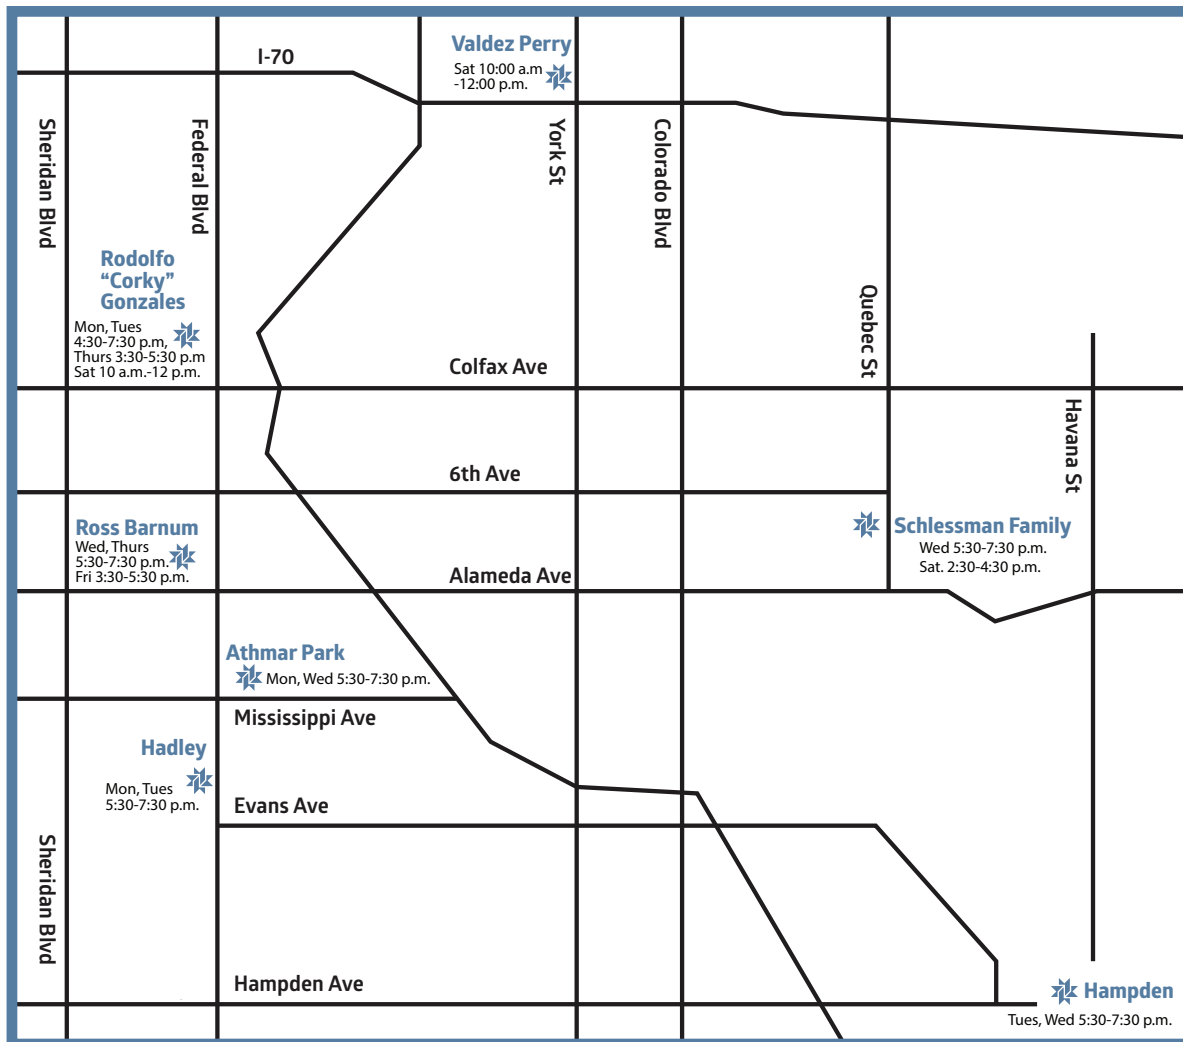 I-70
Valdez Perry
Sat 10:00 a.m
-12:00 p.m.
Sheridan Blvd
Federal Blvd
York St
Colorado Blvd
Rodolfo
“Corky”
Gonzales
Mon, Tues
4:30-7:30 p.m,
Thurs 3:30-5:30 p.m
Sat 10 a.m.-12 p.m.
Quebec St
Colfax Ave
Havana St
6th Ave
Ross Barnum
Wed, Thurs
5:30-7:30 p.m.
Fri 3:30-5:30 p.m.
Schlessman Family
Wed 5:30-7:30 p.m.
Sat. 2:30-4:30 p.m.
Alameda Ave
Athmar Park
Mon, Wed 5:30-7:30 p.m.
Mississippi Ave
Hadley
Mon, Tues
5:30-7:30 p.m.
Evans Ave
Sheridan Blvd
Hampden Ave
Hampden
Tues, Wed 5:30-7:30 p.m.